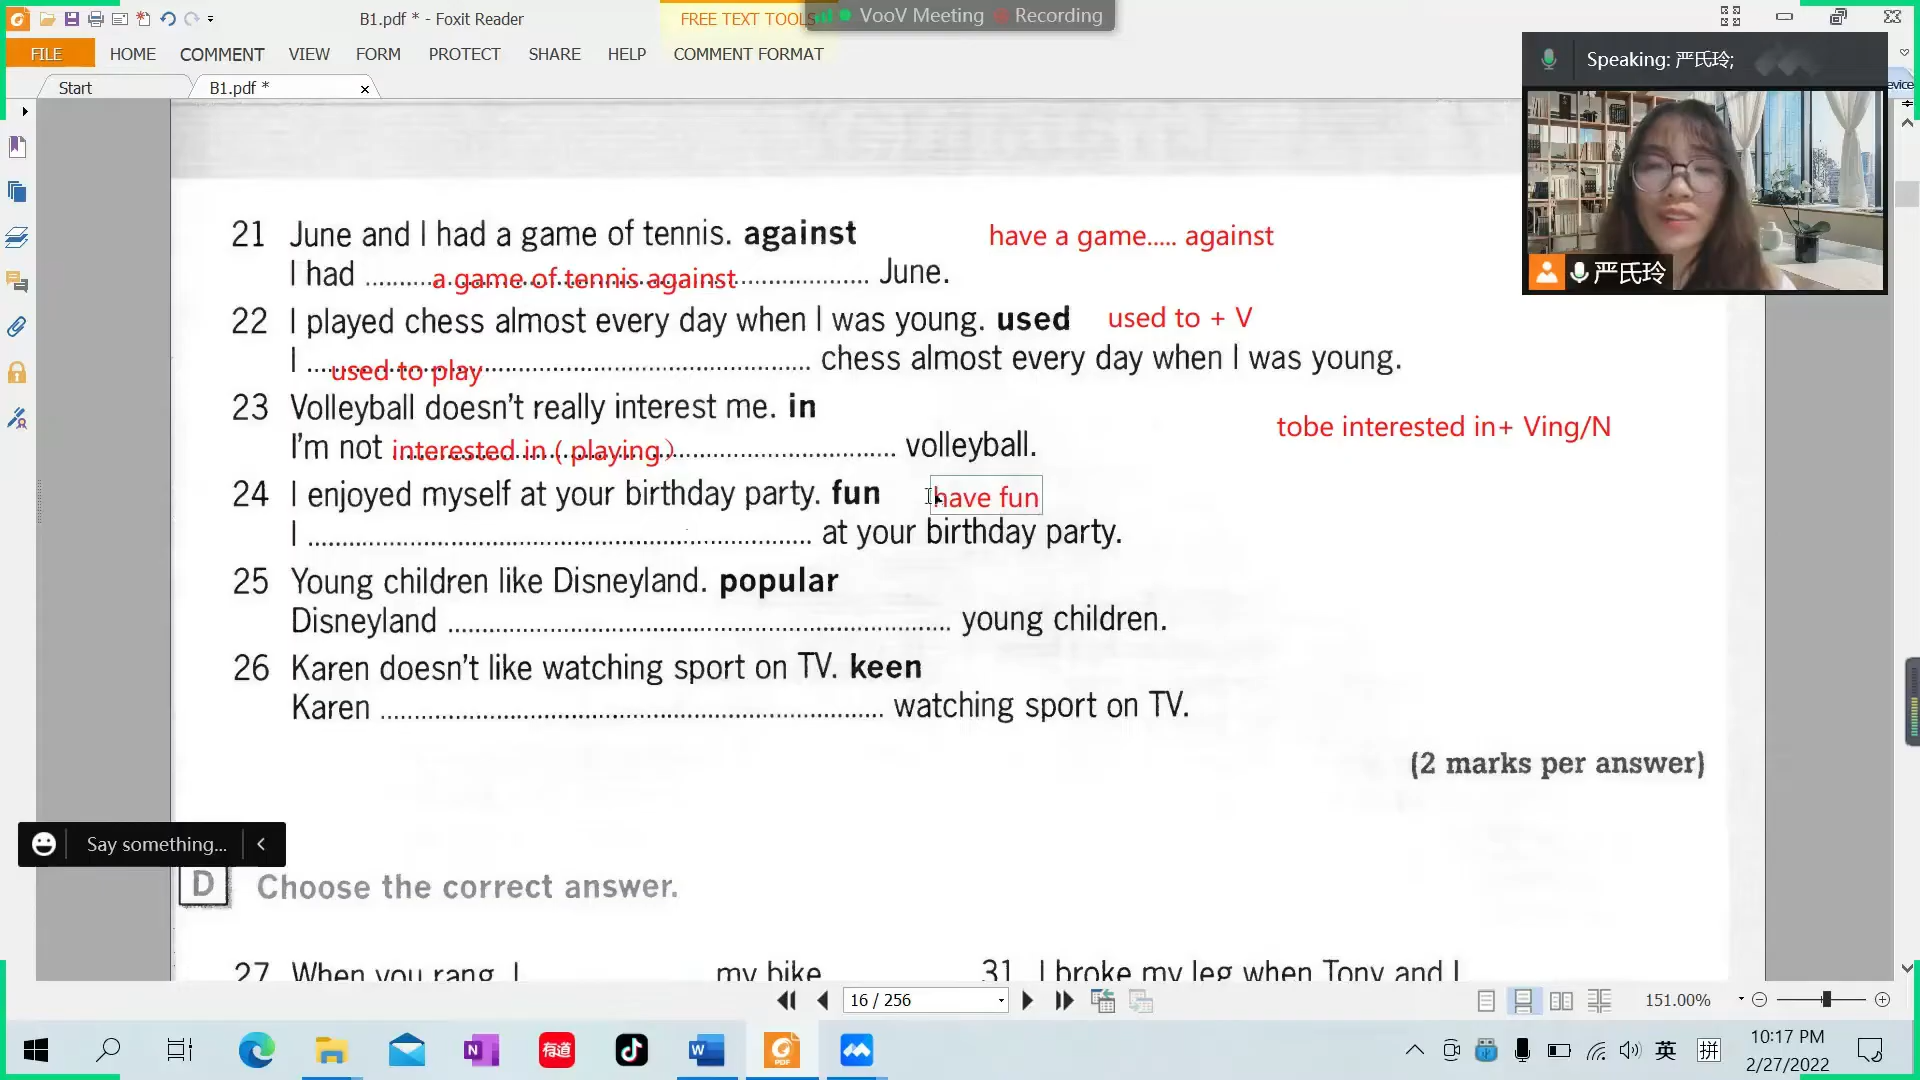 B1.pdf * - Foxit Reader
FREE TEXT TOOLS
VooV Meeting
Recording
FILE
HOME
COMMENT
VIEW
FORM
PROTECT
SHARE
HELP
COMMENT FORMAT
Start
B1.pdf *
Speaking: 严氏玲;
严氏玲
21 June and I had a game of tennis. against
have a game..... against
I had .......... a game of tennis against .......... June.
22 I played chess almost every day when I was young. used
used to + V
I .......... used to play .......... chess almost every day when I was young.
23 Volleyball doesn't really interest me. in
tobe interested in+ Ving/N
I'm not interested in ( playing) .......... volleyball.
24 I enjoyed myself at your birthday party. fun
have fun
I .......... at your birthday party.
25 Young children like Disneyland. popular
Disneyland .......... young children.
26 Karen doesn't like watching sport on TV. keen
Karen .......... watching sport on TV.
(2 marks per answer)
Say something...
D Choose the correct answer.
27 When you rang, I my bike
31 I broke my leg when Tony and I
16 / 256
151.00%
有道
英
拼
10:17 PM
2/27/2022